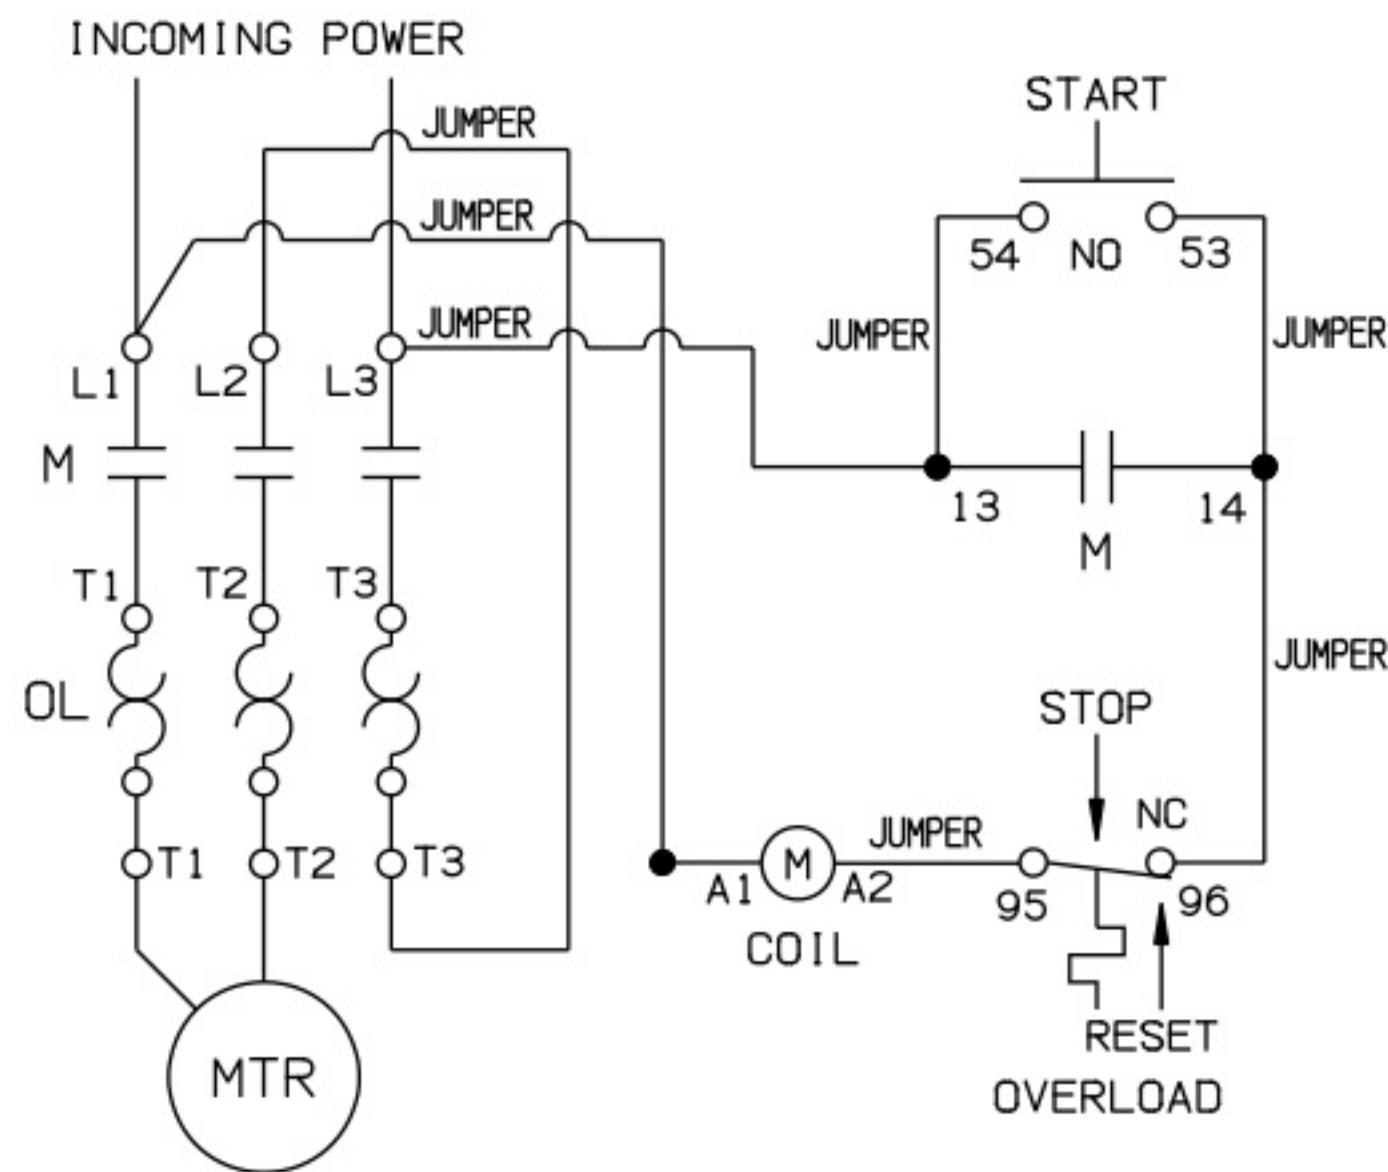 INCOMING POWER
START
JUMPER
JUMPER
54 NO 53
JUMPER
JUMPER
JUMPER
L1 L2 L3
M
13 14
M
T1 T2 T3
JUMPER
OL
STOP
NC
JUMPER
T1 T2 T3
M
A1 A2
95 96
COIL
RESET
MTR
OVERLOAD